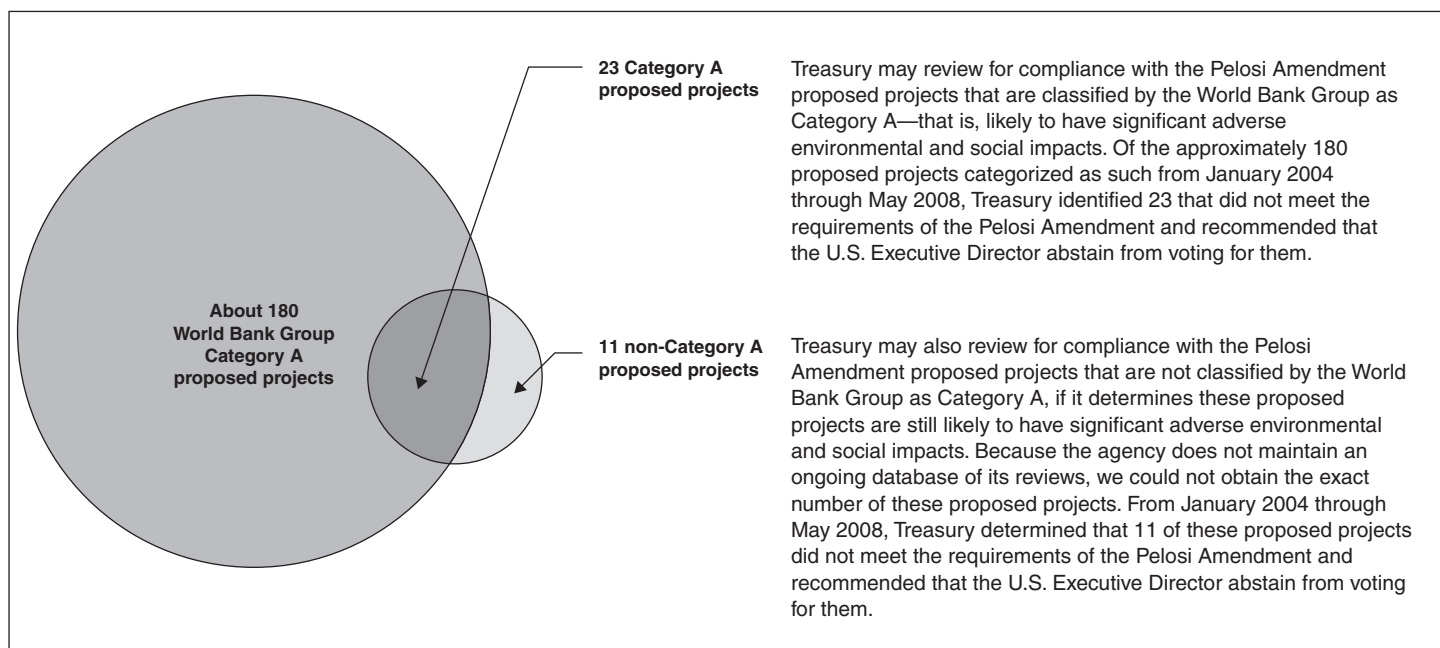 23 Category A
proposed projects
Treasury may review for compliance with the Pelosi Amendment
proposed projects that are classified by the World Bank Group as
Category A—that is, likely to have significant adverse
environmental and social impacts. Of the approximately 180
proposed projects categorized as such from January 2004
through May 2008, Treasury identified 23 that did not meet the
requirements of the Pelosi Amendment and recommended that
the U.S. Executive Director abstain from voting for them.
About 180
World Bank Group
Category A
proposed projects
11 non-Category A
proposed projects
Treasury may also review for compliance with the Pelosi
Amendment proposed projects that are not classified by the World
Bank Group as Category A, if it determines these proposed
projects are still likely to have significant adverse environmental
and social impacts. Because the agency does not maintain an
ongoing database of its reviews, we could not obtain the exact
number of these proposed projects. From January 2004 through
May 2008, Treasury determined that 11 of these proposed projects
did not meet the requirements of the Pelosi Amendment and
recommended that the U.S. Executive Director abstain from voting
for them.